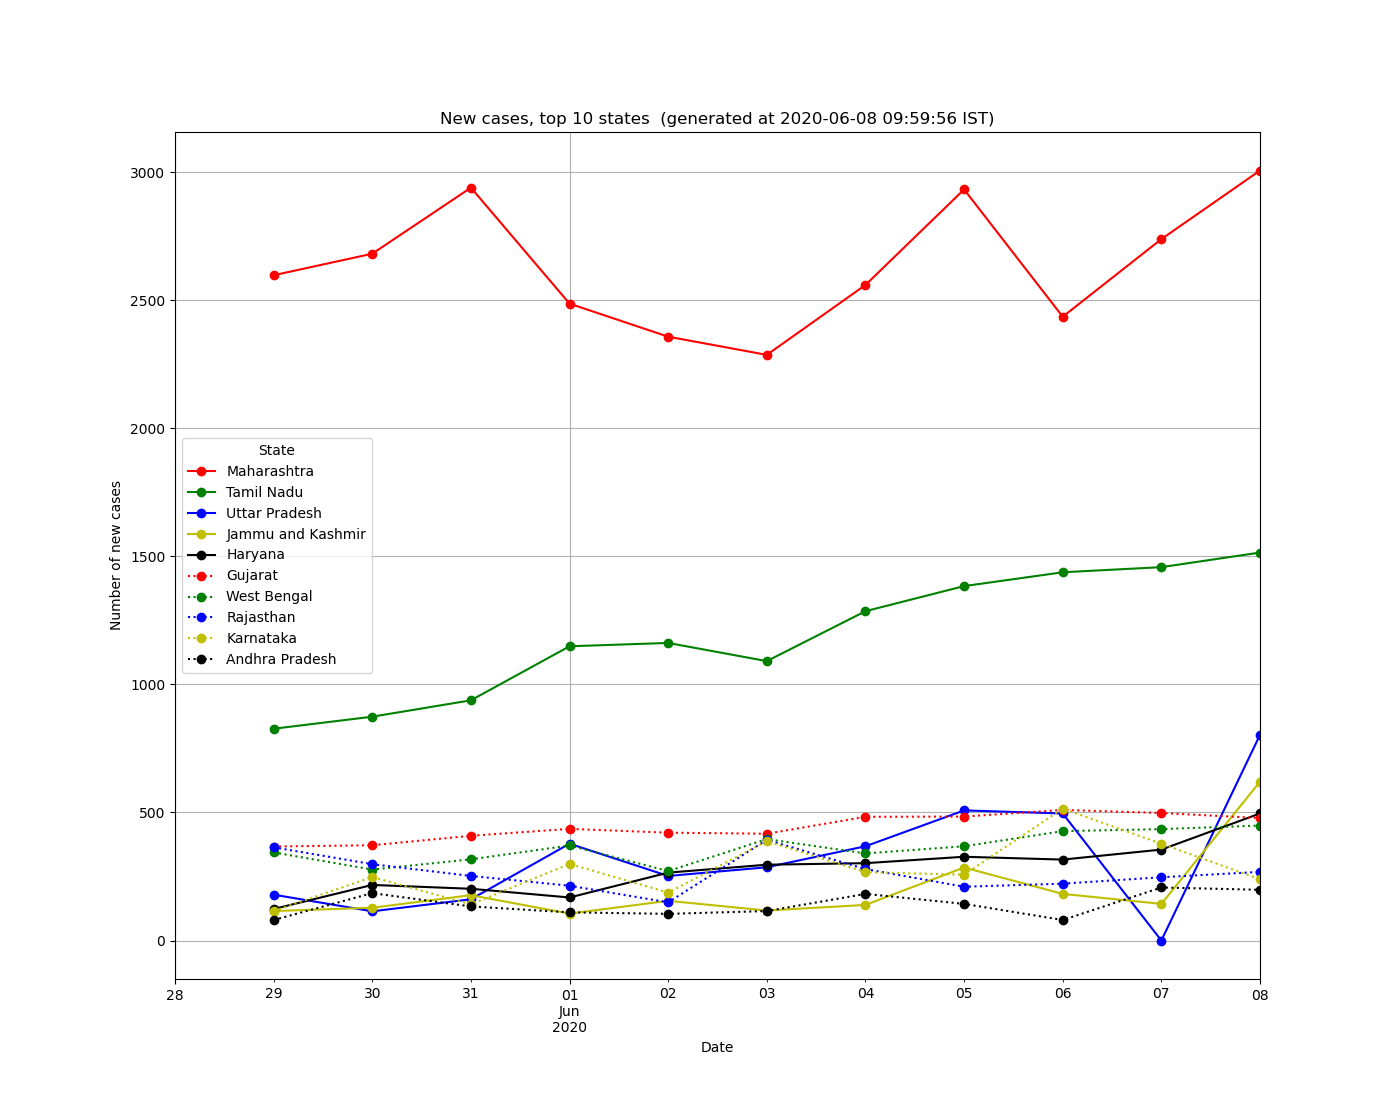 New cases, top 10 states  (generated at 2020-06-08 09:59:56 IST)
3000
2500
2000
1500
1000
500
0
Number of new cases
State
Maharashtra
Tamil Nadu
Uttar Pradesh
Jammu and Kashmir
Haryana
Gujarat
West Bengal
Rajasthan
Karnataka
Andhra Pradesh
28 29 30 31 01 02 03 04 05 06 07 08
Jun
2020
Date